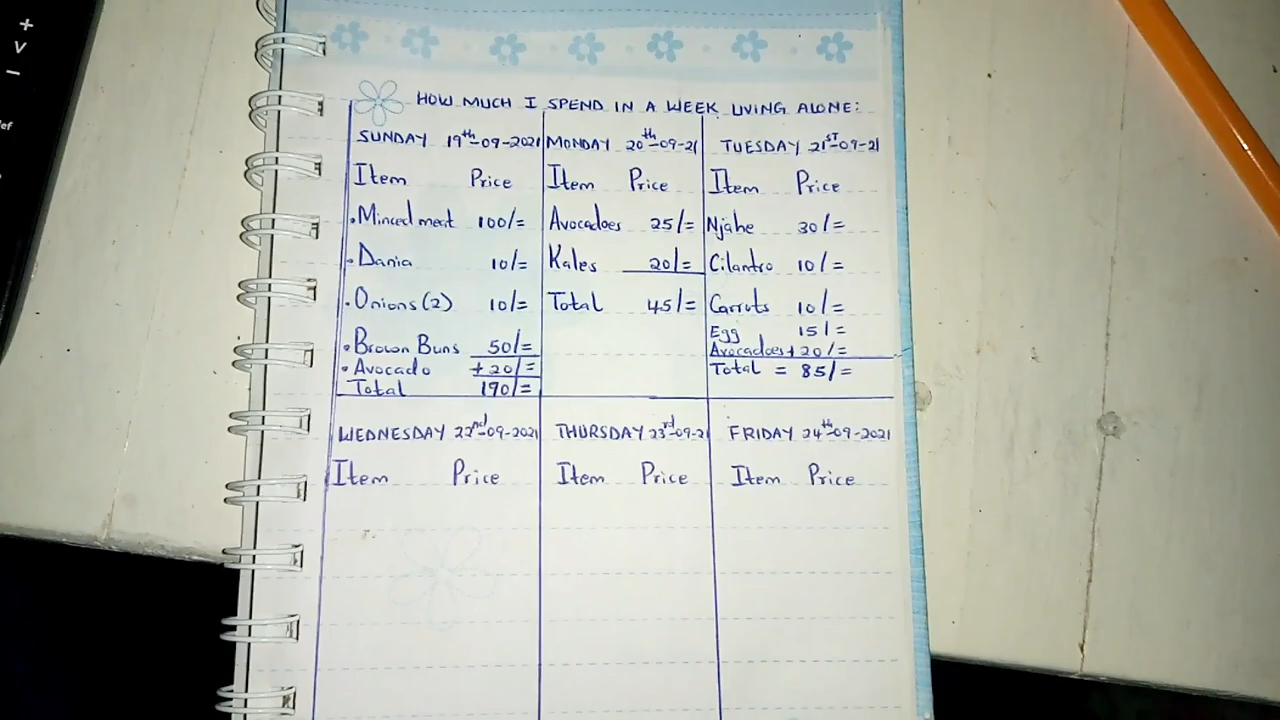 HOW MUCH I SPEND IN A WEEK LIVING ALONE:
SUNDAY 19th-09-2021
Item Price
• Minced meat 100/=
• Dania 10/=
• Onions (2) 10/=
• Brown Buns 50/=
• Avocado + 20/=
Total 190/=
MONDAY 20th-09-21
Item Price
Avocadoes 25/=
Kales 20/=
Total 45/=
TUESDAY 21ST-09-21
Item Price
Njahe 30/=
Cilantro 10/=
Carrots 10/=
Egg 15/=
Avocadoes + 20/=
Total = 85/=
WEDNESDAY 22nd-09-2021
Item Price
THURSDAY 23rd-09-21
Item Price
FRIDAY 24th-09-2021
Item Price
+
V
−
ef